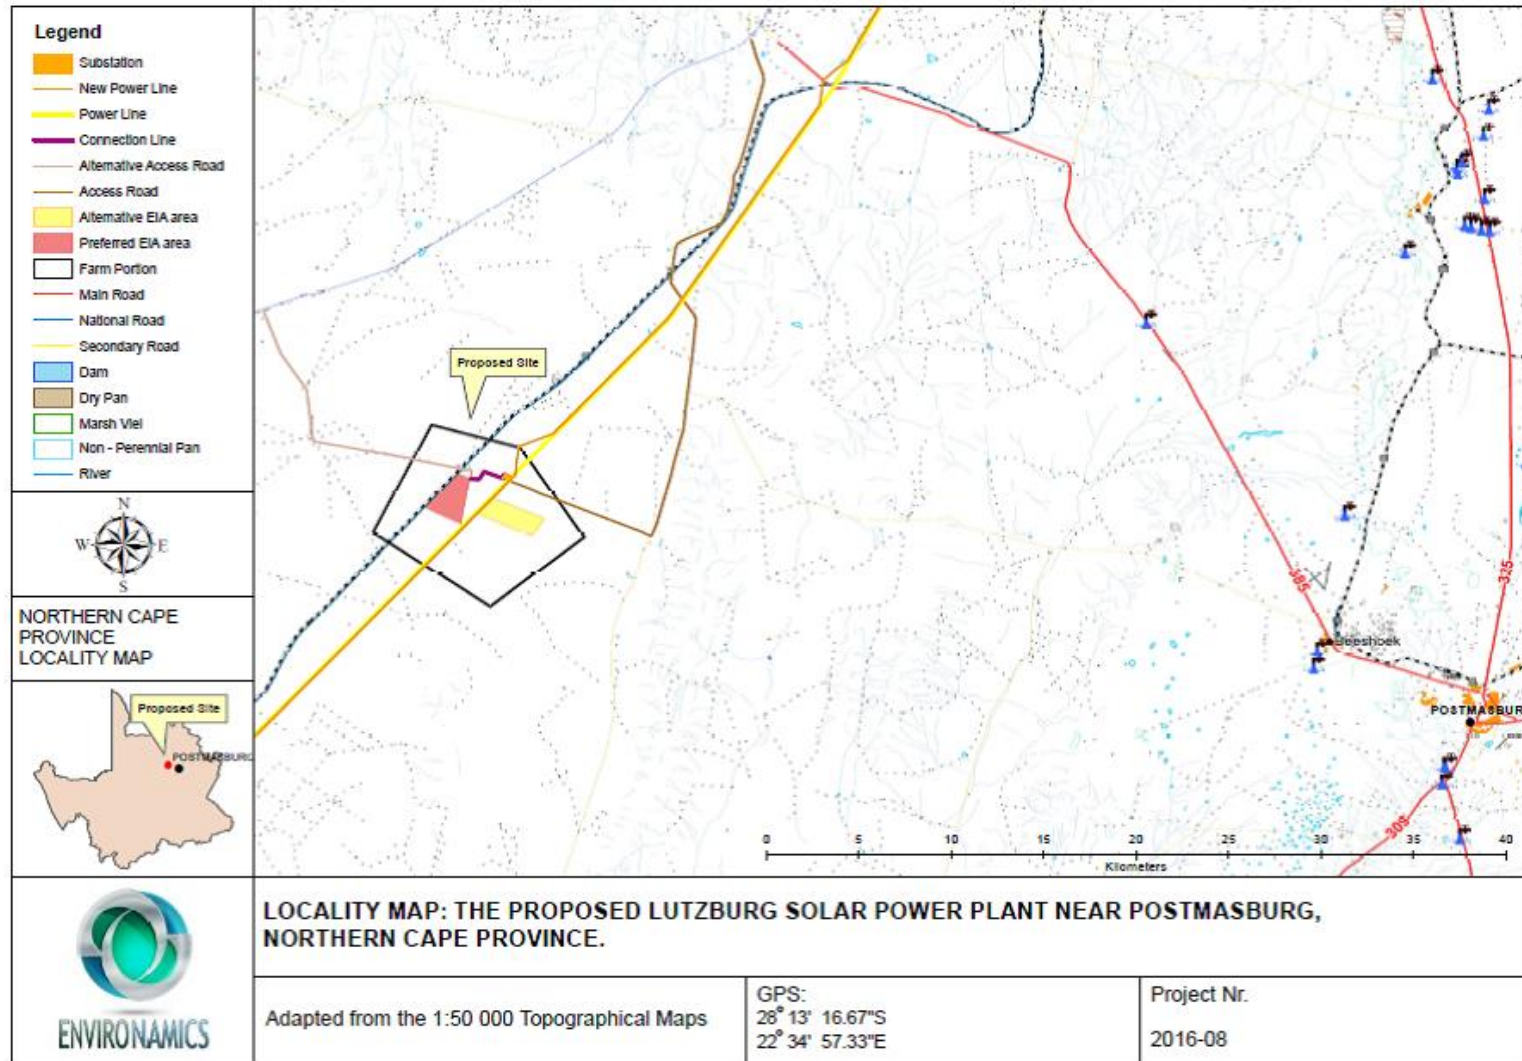 Legend
Substation
New Power Line
Power Line
Connection Line
Alternative Access Road
Access Road
Alternative EIA area
Preferred EIA area
Farm Portion
Main Road
National Road
Secondary Road
Dam
Dry Pan
Marsh Vlei
Non - Perennial Pan
River
N
W E
S
NORTHERN CAPE
PROVINCE
LOCALITY MAP
Proposed Site
POSTMASBURG
Proposed Site
385
325
Beeshoek
POSTMASBUR
309
0 5 10 15 20 25 30 35 40
Kilometers
ENVIRONAMICS
LOCALITY MAP: THE PROPOSED LUTZBURG SOLAR POWER PLANT NEAR POSTMASBURG,
NORTHERN CAPE PROVINCE.
Adapted from the 1:50 000 Topographical Maps
GPS:
28° 13' 16.67"S
22° 34' 57.33"E
Project Nr.
2016-08